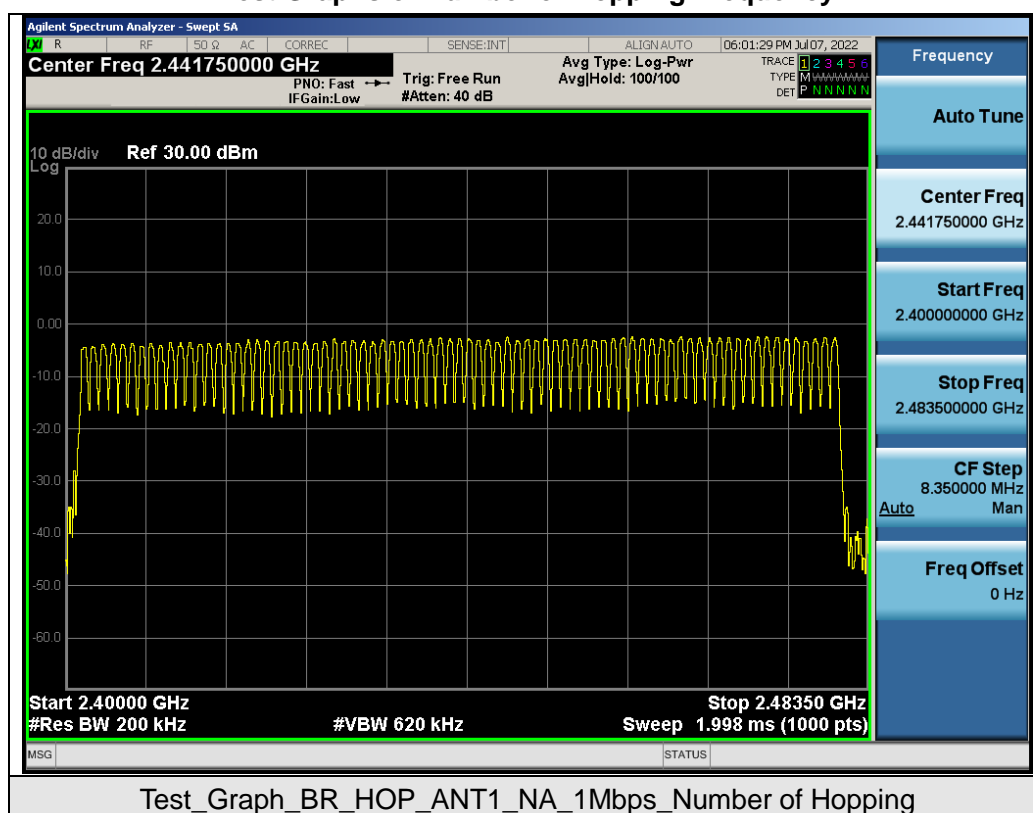 Agilent Spectrum Analyzer - Swept SA
LXI R RF 50 Ω AC CORREC SENSE:INT ALIGN AUTO 06:01:29 PM Jul 07, 2022
Center Freq 2.441750000 GHz
PNO: Fast
IFGain:Low
Trig: Free Run
#Atten: 40 dB
Avg Type: Log-Pwr
Avg|Hold: 100/100
TRACE 1 2 3 4 5 6
TYPE M
DET P N N N N N
10 dB/div Ref 30.00 dBm
Log
20.0
10.0
0.00
-10.0
-20.0
-30.0
-40.0
-50.0
-60.0
Start 2.40000 GHz Stop 2.48350 GHz
#Res BW 200 kHz #VBW 620 kHz Sweep 1.998 ms (1000 pts)
MSG STATUS
Frequency
Auto Tune
Center Freq
2.441750000 GHz
Start Freq
2.400000000 GHz
Stop Freq
2.483500000 GHz
CF Step
8.350000 MHz
Auto Man
Freq Offset
0 Hz
Test_Graph_BR_HOP_ANT1_NA_1Mbps_Number of Hopping